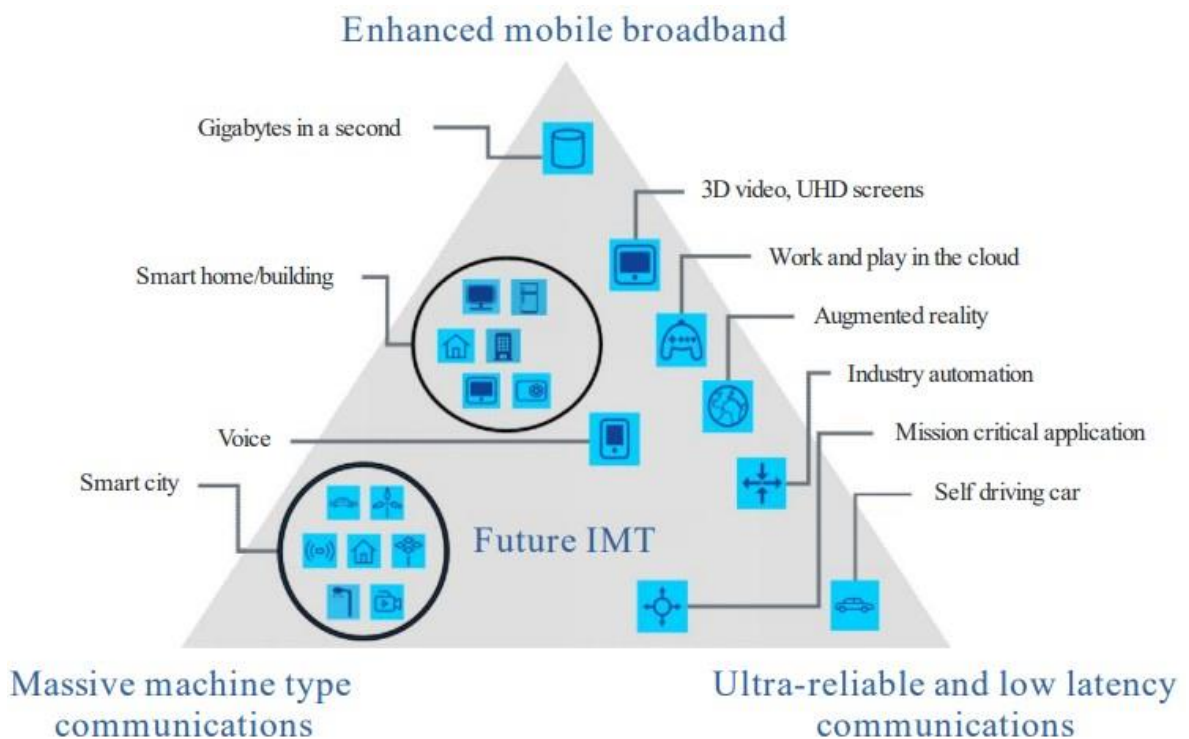 Enhanced mobile broadband
Gigabytes in a second
3D video, UHD screens
Work and play in the cloud
Smart home/building
Augmented reality
Industry automation
Mission critical application
Voice
Smart city
Self driving car
Future IMT
Massive machine type
communications
Ultra-reliable and low latency
communications